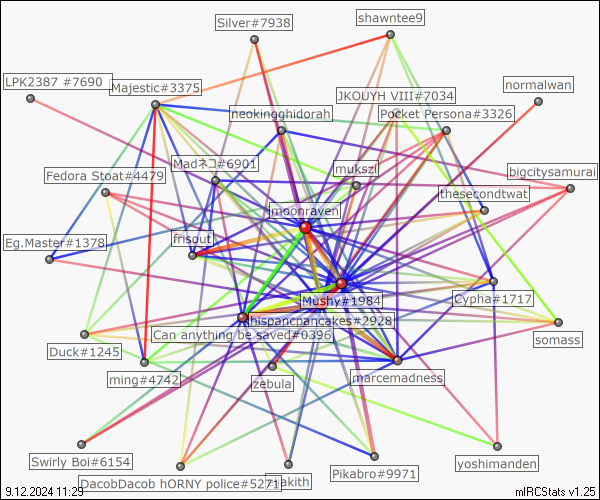 Silver#7938
shawntee9
LPK2387 #7690
Majestic#3375
JKOUYH VIII#7034
normalwan
neokingghidorah
Pocket Persona#3326
Madネコ#6901
mukszi
bigcitysamurai
Fedora Stoat#4479
thesecondtwat
moonraven
Eg.Master#1378
frisout
Mushy#1984
Cypha#1717
hispancpancakes#2928
Can anything be saved#0396
somass
Duck#1245
ming#4742
zebula
marcemadness
Swirly Boi#6154
yoshimanden
DacobDacob hORNY police#5271
akith
Pikabro#9971
9.12.2024 11:29
mIRCStats v1.25